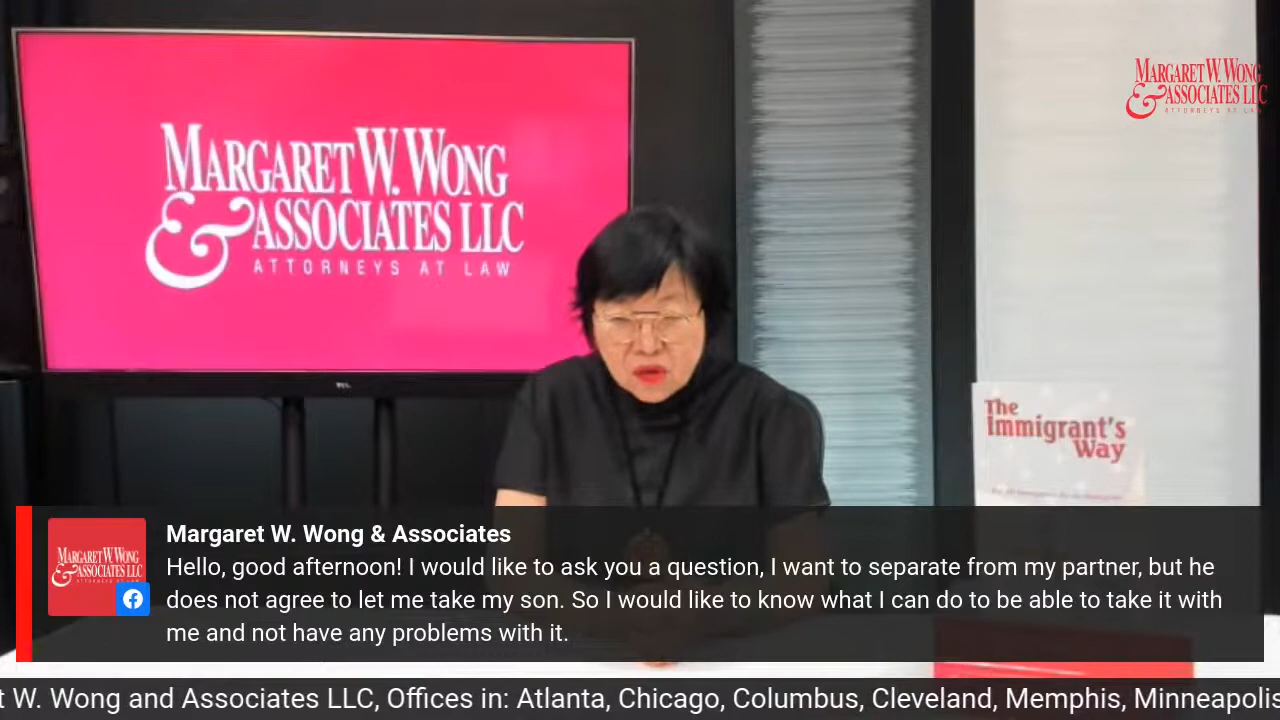 MARGARET W. WONG
& ASSOCIATES LLC
ATTORNEYS AT LAW
MARGARET W. WONG
& ASSOCIATES LLC
ATTORNEYS AT LAW
The
Immigrant's
Way
MARGARET W. WONG
& ASSOCIATES LLC
Margaret W. Wong & Associates
Hello, good afternoon! I would like to ask you a question, I want to separate from my partner, but he
does not agree to let me take my son. So I would like to know what I can do to be able to take it with
me and not have any problems with it.
t W. Wong and Associates LLC, Offices in: Atlanta, Chicago, Columbus, Cleveland, Memphis, Minneapolis